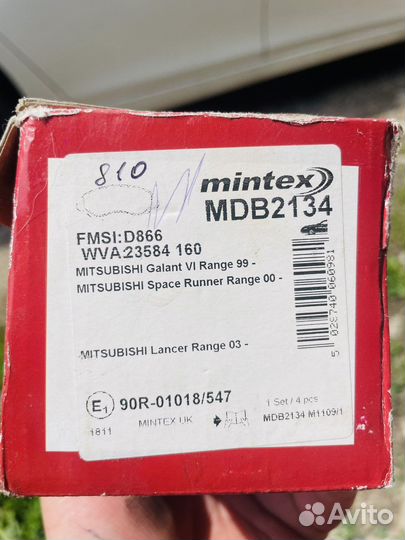 810
mintex
MDB2134
FMSI:D866
WVA23584 160
MITSUBISHI Galant VI Range 99 -
MITSUBISHI Space Runner Range 00 -
MITSUBISHI Lancer Range 03 -
5 028740 060981
E1 90R-01018/547
1 Set / 4 pcs
1811
MINTEX UK
MDB2134 M1109/1
Avito